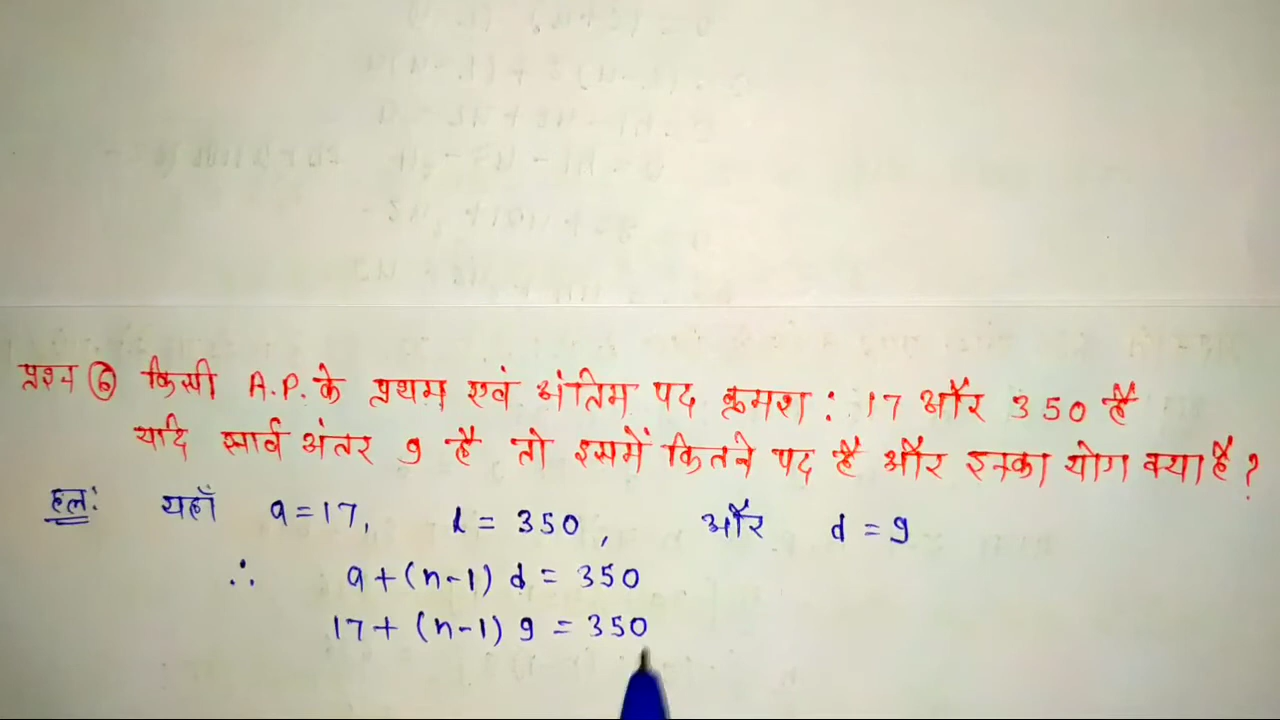 प्रश्न ⑥ किसी A.P. के प्रथम एवं अंतिम पद क्रमश: 17 और 350 है
यदि सार्व अंतर 9 है तो इसमें कितने पद है और इनका योग क्या है ?
हल: यहाँ a = 17, l = 350, और d = 9
∴ a + (n-1) d = 350
17 + (n-1) 9 = 350